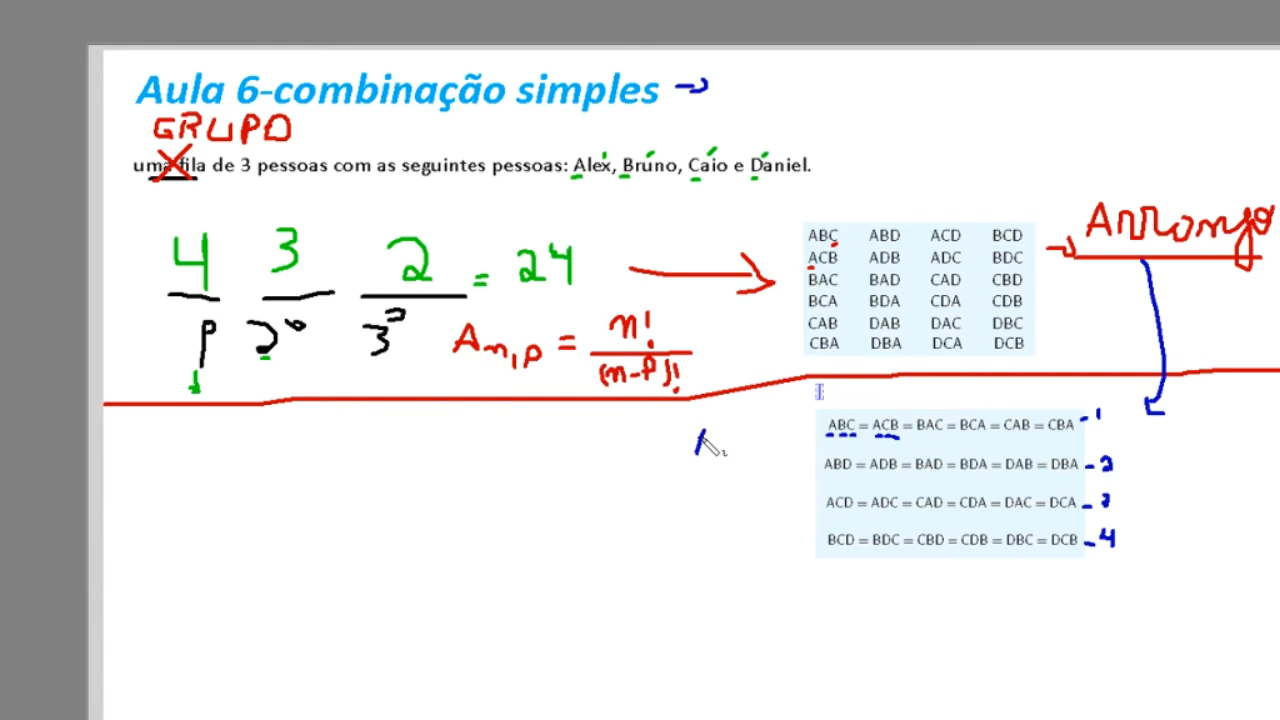 Aula 6-combinação simples
GRUPO
uma fila de 3 pessoas com as seguintes pessoas: Alex, Bruno, Caio e Daniel.
4 3 2 = 24
P 2º 3º
An,p = n!
(n-P)!
ABC ABD ACD BCD
ACB ADB ADC BDC
BAC BAD CAD CBD
BCA BDA CDA CDB
CAB DAB DAC DBC
CBA DBA DCA DCB
Arranjo
ABC = ACB = BAC = BCA = CAB = CBA - 1
ABD = ADB = BAD = BDA = DAB = DBA - 2
ACD = ADC = CAD = CDA = DAC = DCA - 3
BCD = BDC = CBD = CDB = DBC = DCB - 4